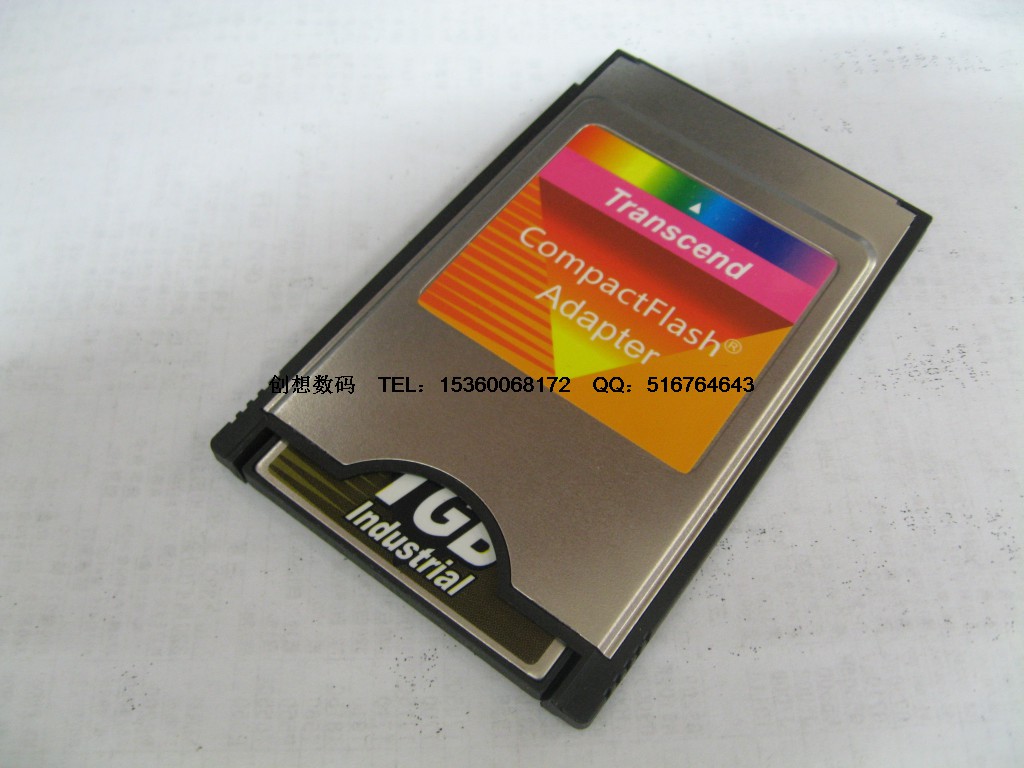 Transcend
CompactFlash®
Adapter
创想数码 TEL：15360068172 QQ：516764643
1GB
Industrial